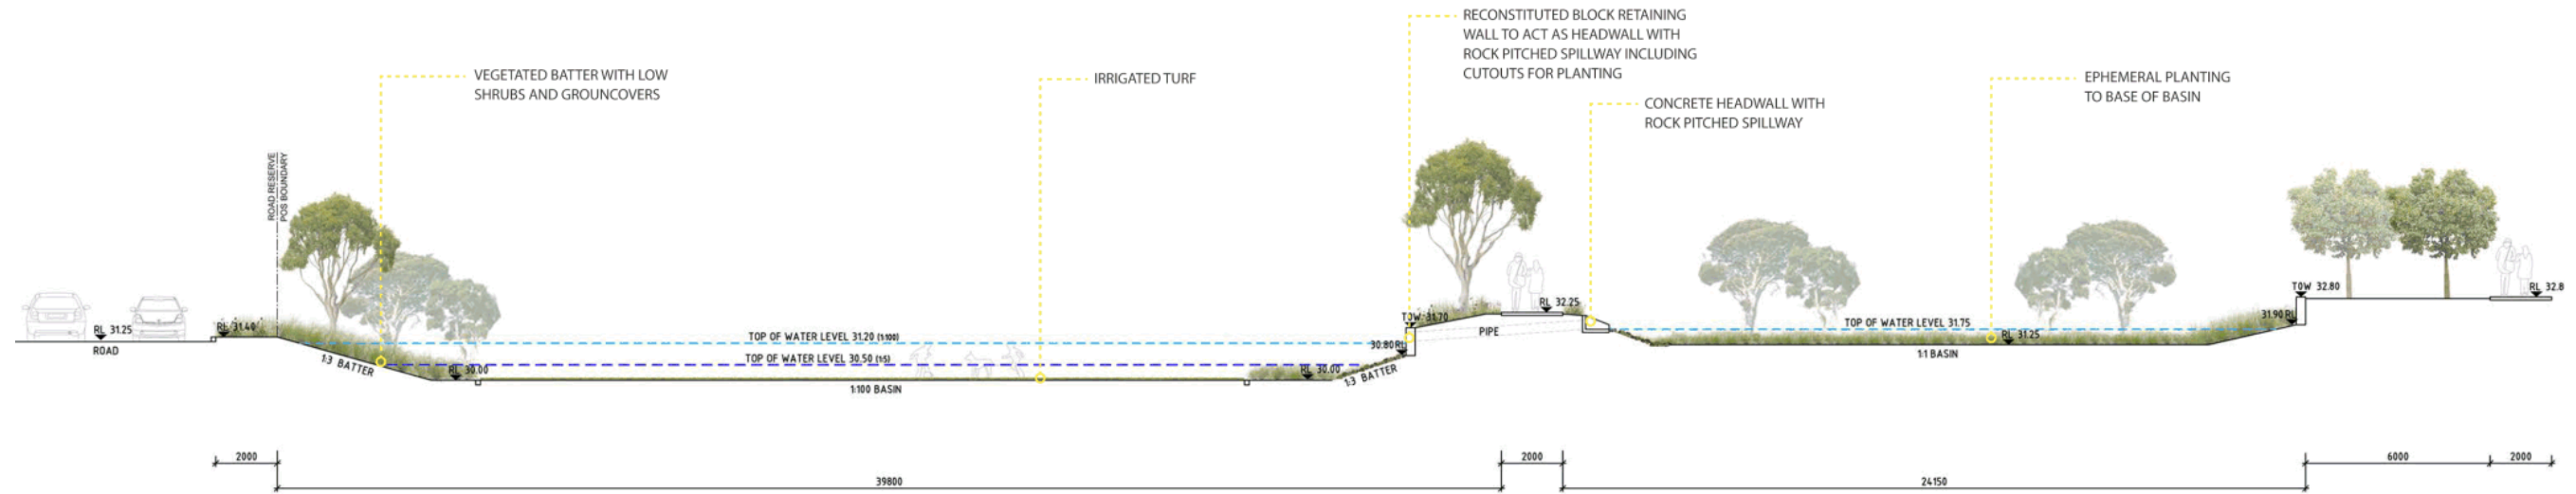 RECONSTITUTED BLOCK RETAINING
WALL TO ACT AS HEADWALL WITH
ROCK PITCHED SPILLWAY INCLUDING
CUTOUTS FOR PLANTING
VEGETATED BATTER WITH LOW
SHRUBS AND GROUNCOVERS
IRRIGATED TURF
CONCRETE HEADWALL WITH
ROCK PITCHED SPILLWAY
EPHEMERAL PLANTING
TO BASE OF BASIN
ROAD RESERVE
POS BOUNDARY
RL 31.25
ROAD
RL 31.40
1:3 BATTER
RL 30.00
TOP OF WATER LEVEL 31.20 (1:100)
TOP OF WATER LEVEL 30.50 (1:5)
1:100 BASIN
RL 30.00
1:3 BATTER
30.80 RL
TOW 31.70
PIPE
RL 32.25
TOP OF WATER LEVEL 31.75
RL 31.25
1:1 BASIN
31.90 RL
TOW 32.80
RL 32.8
2000
39800
2000
24150
6000
2000